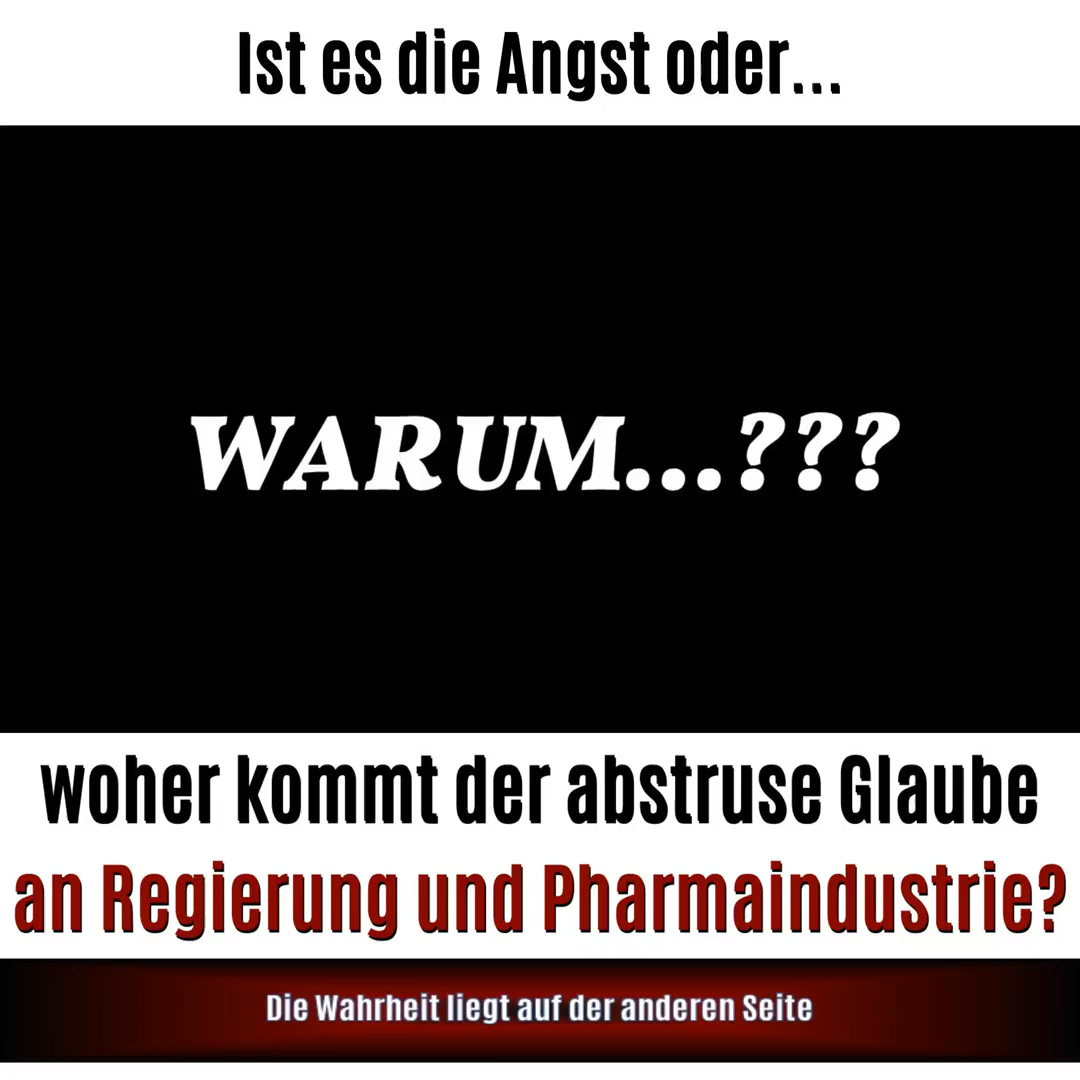 Ist es die Angst oder...
WARUM...???
woher kommt der abstruse Glaube
an Regierung und Pharmaindustrie?
Die Wahrheit liegt auf der anderen Seite